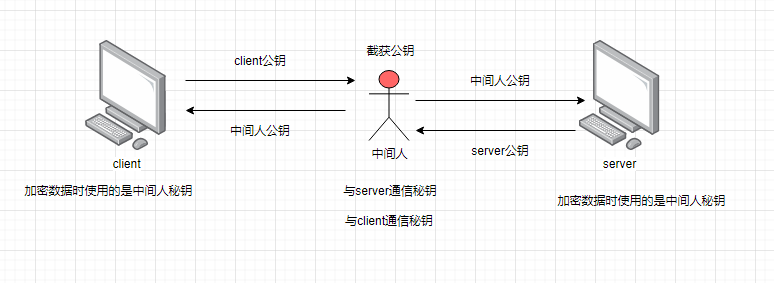 截获公钥
client公钥
中间人公钥
中间人公钥
server公钥
中间人
client
server
加密数据时使用的是中间人秘钥
与server通信秘钥
加密数据时使用的是中间人秘钥
与client通信秘钥